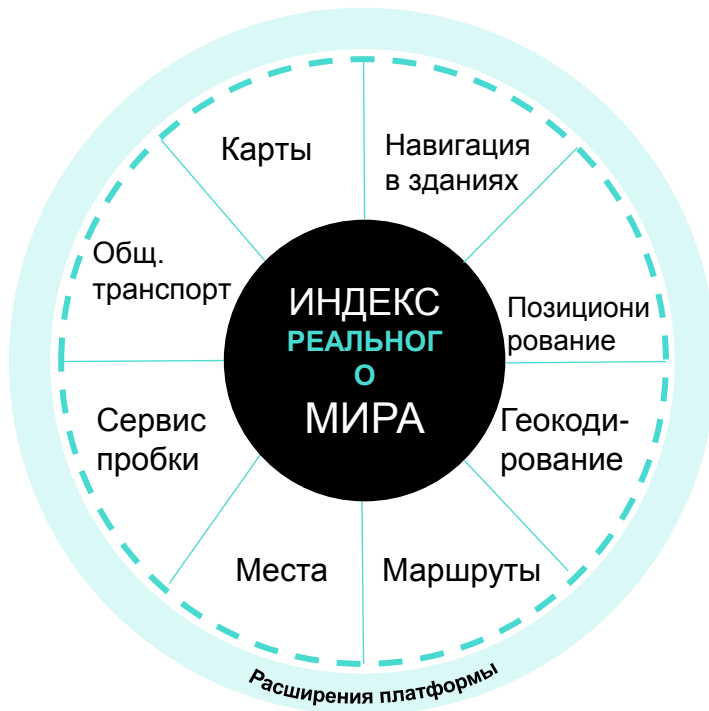 Карты
Навигация
в зданиях
Общ.
транспорт
Позициони
рование
ИНДЕКС
РЕАЛЬНОГ
О
МИРА
Сервис
пробки
Геокоди-
рование
Места
Маршруты
Расширения платформы